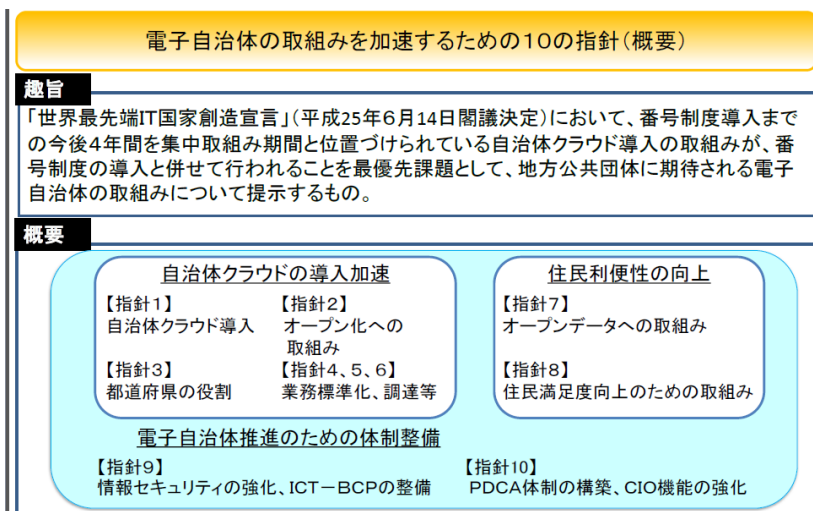 電子自治体の取組みを加速するための10の指針(概要)
趣旨
「世界最先端IT国家創造宣言」(平成25年6月14日閣議決定)において、番号制度導入まで
の今後4年間を集中取組み期間と位置づけられている自治体クラウド導入の取組みが、番
号制度の導入と併せて行われることを最優先課題として、地方公共団体に期待される電子
自治体の取組みについて提示するもの。
概要
自治体クラウドの導入加速
【指針1】
自治体クラウド導入
【指針2】
オープン化への
取組み
【指針3】
都道府県の役割
【指針4、5、6】
業務標準化、調達等
住民利便性の向上
【指針7】
オープンデータへの取組み
【指針8】
住民満足度向上のための取組み
電子自治体推進のための体制整備
【指針9】
情報セキュリティの強化、ICT-BCPの整備
【指針10】
PDCA体制の構築、CIO機能の強化